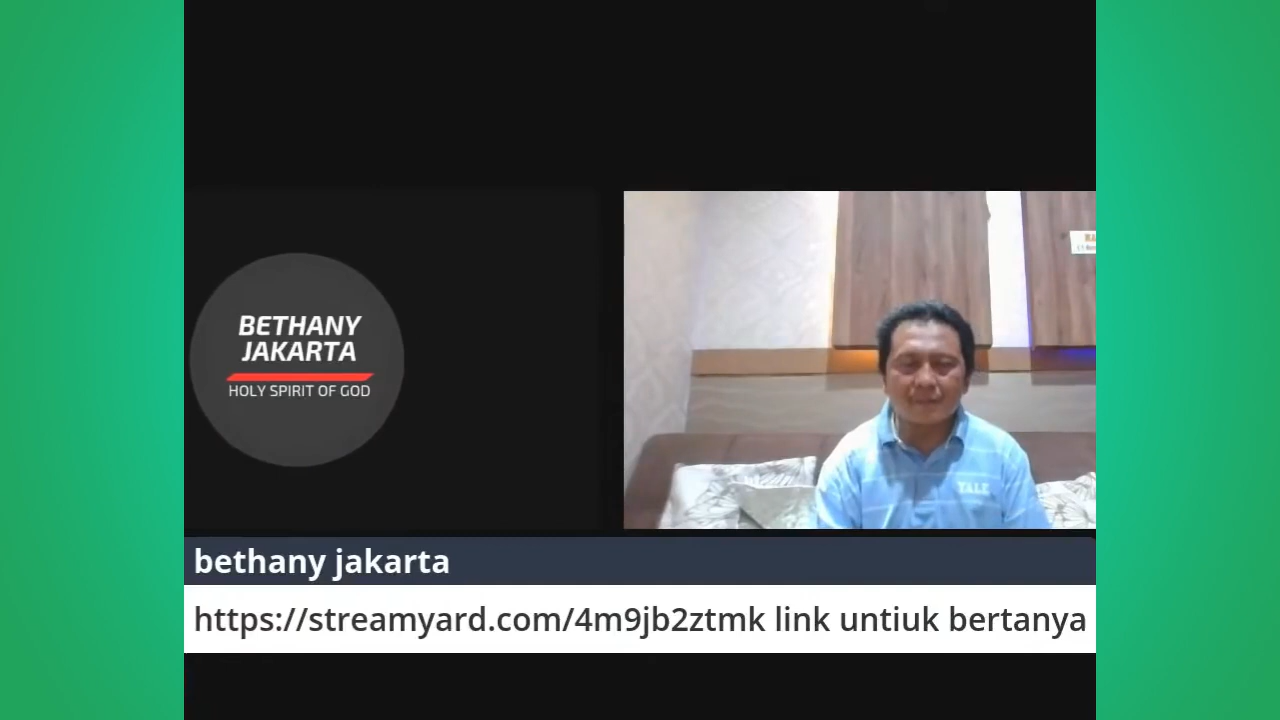 BETHANY
JAKARTA
HOLY SPIRIT OF GOD
YALE
bethany jakarta
https://streamyard.com/4m9jb2ztmk link untiuk bertanya